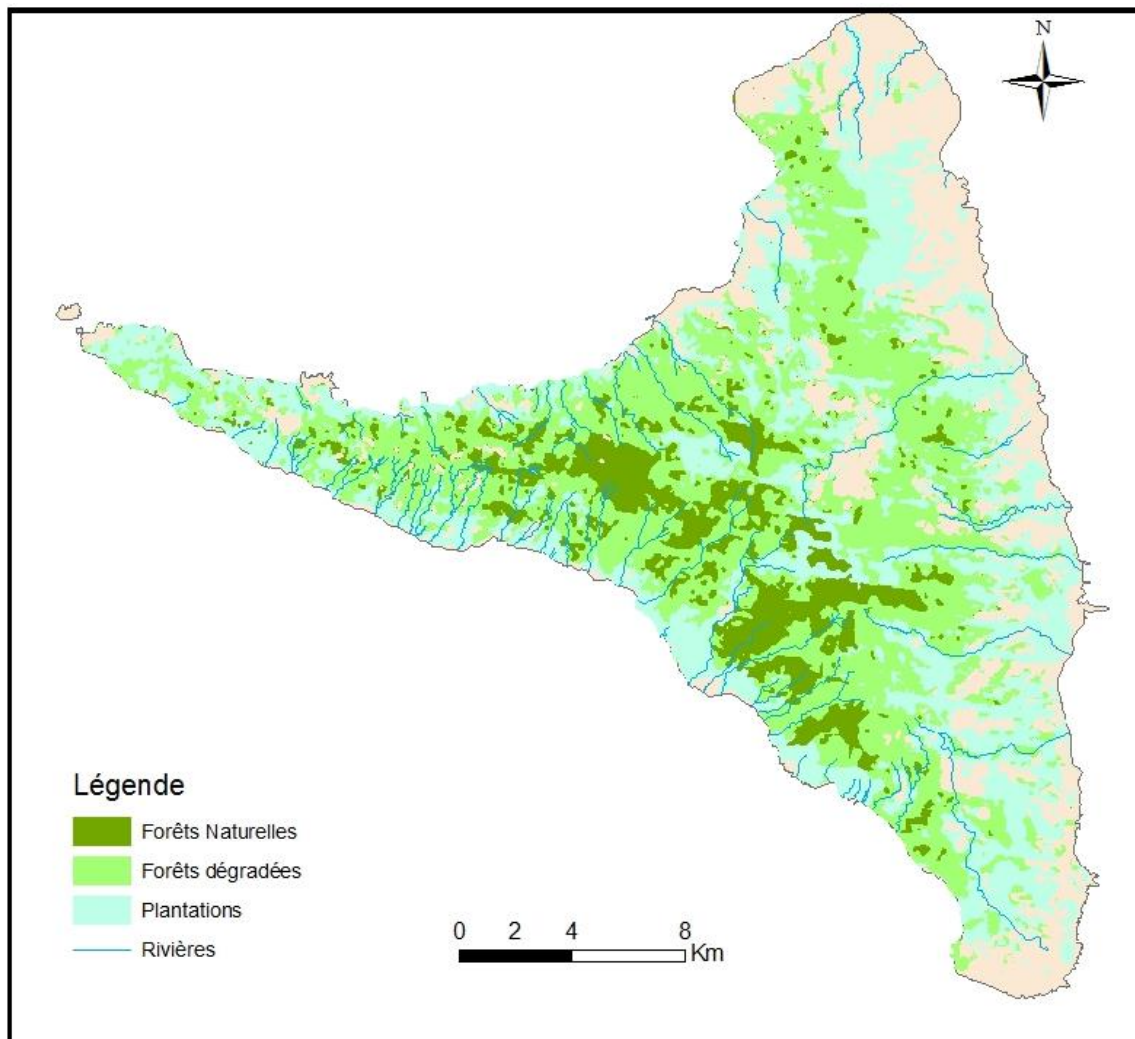 N
Légende
Forêts Naturelles
Forêts dégradées
Plantations
Rivières
0 2 4 8
Km